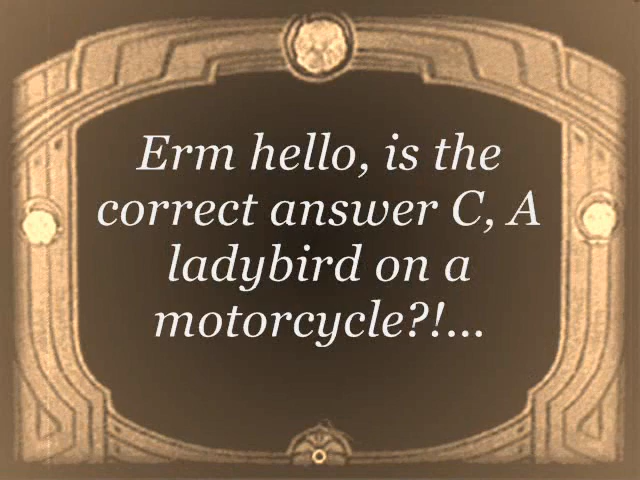 Erm hello, is the
correct answer C, A
ladybird on a
motorcycle?!...